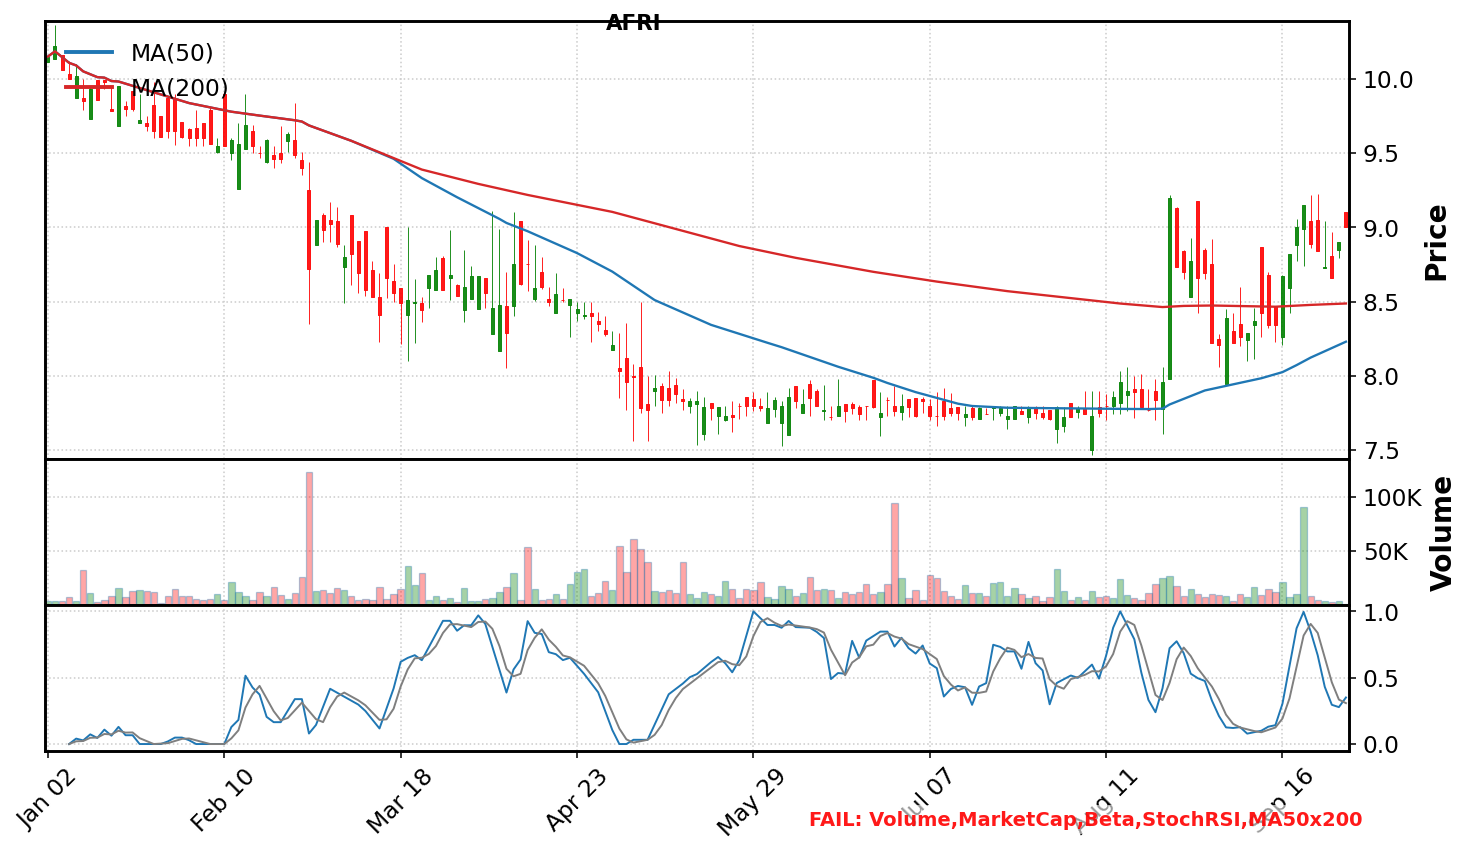 AFRI
MA(50)
MA(200)
10.0
9.5
9.0
8.5
8.0
7.5
Price
100K
50K
Volume
1.0
0.5
0.0
Jan 02
Feb 10
Mar 18
Apr 23
May 29
Jul 07
Aug 11
Sep 16
FAIL: Volume,MarketCap,Beta,StochRSI,MA50x200